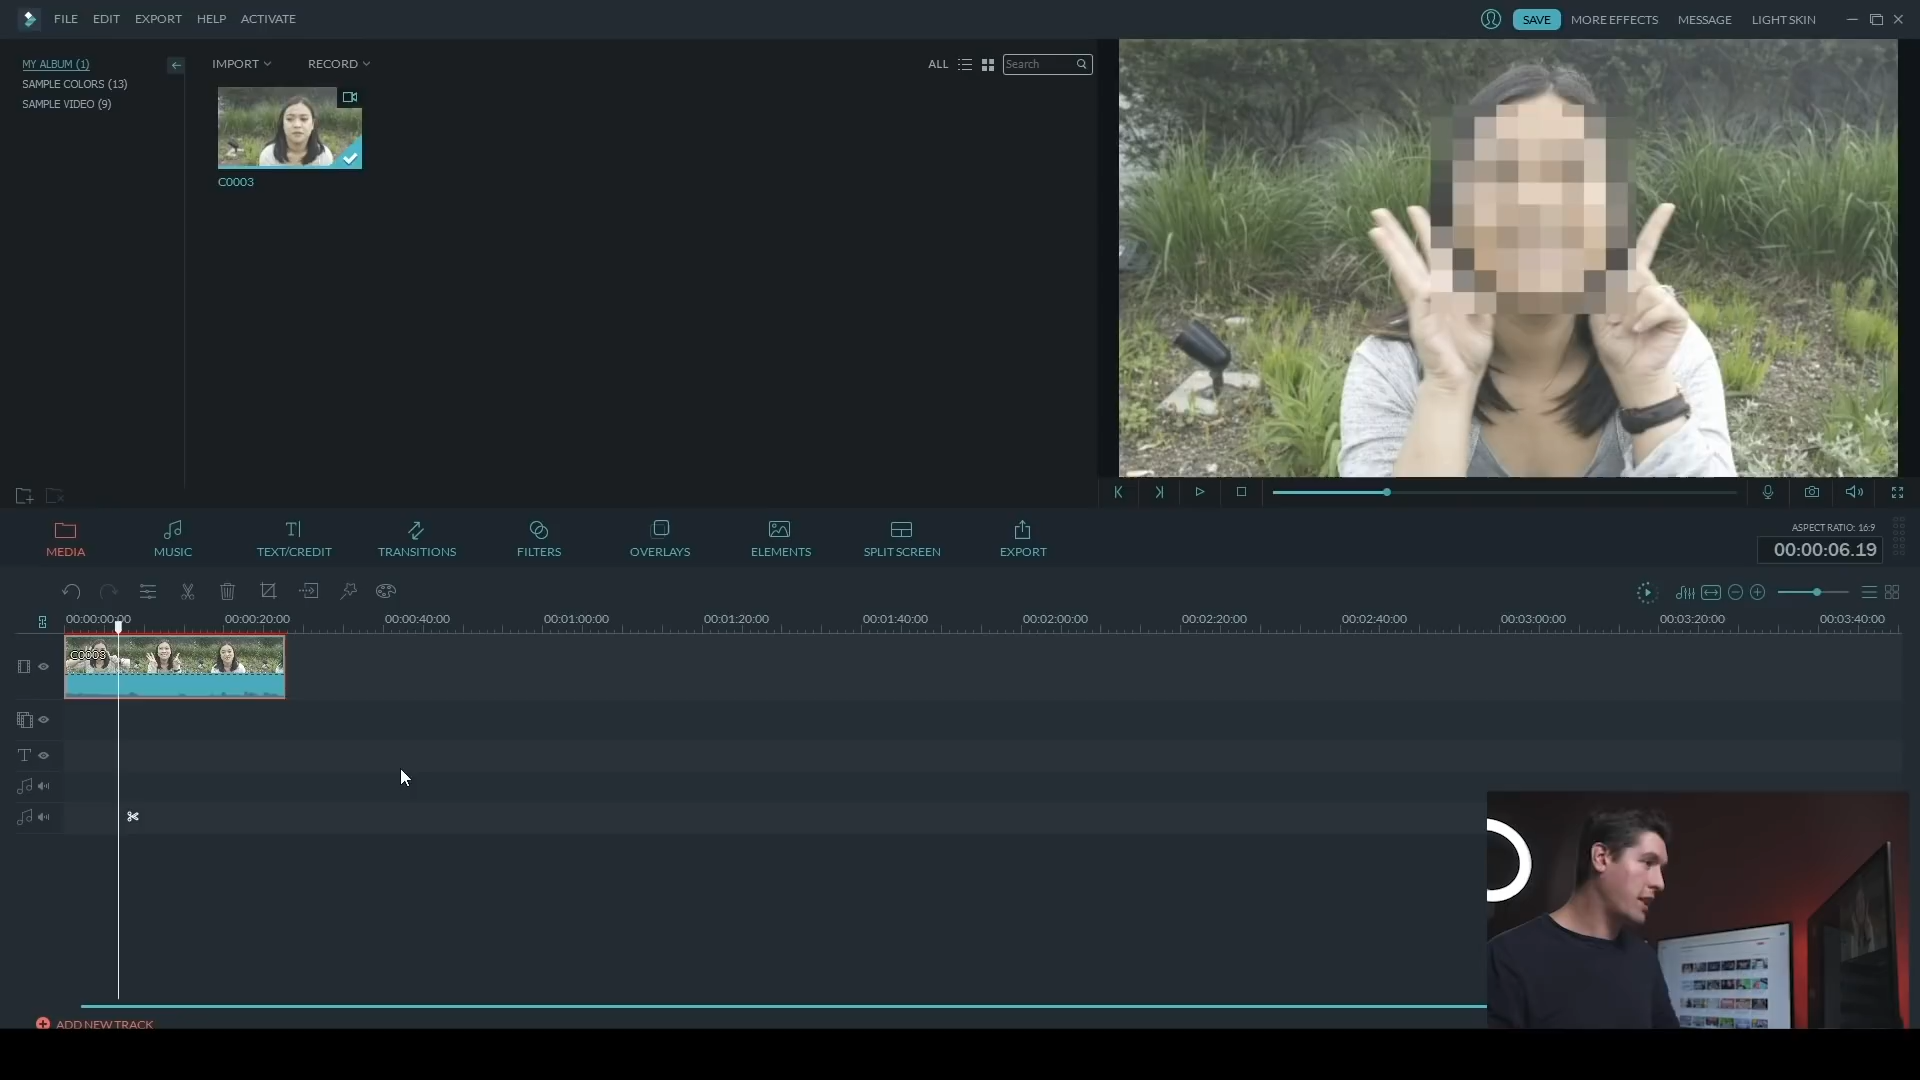 FILE EDIT EXPORT HELP ACTIVATE
SAVE MORE EFFECTS MESSAGE LIGHT SKIN
MY ALBUM (1)
SAMPLE COLORS (13)
SAMPLE VIDEO (9)
IMPORT RECORD
ALL Search
C0003
MEDIA MUSIC TEXT/CREDIT TRANSITIONS FILTERS OVERLAYS ELEMENTS SPLIT SCREEN EXPORT
ASPECT RATIO: 16:9
00:00:06.19
00:00:00:00 00:00:20:00 00:00:40:00 00:01:00:00 00:01:20:00 00:01:40:00 00:02:00:00 00:02:20:00 00:02:40:00 00:03:00:00 00:03:20:00 00:03:40:00
C0003
ADD NEW TRACK